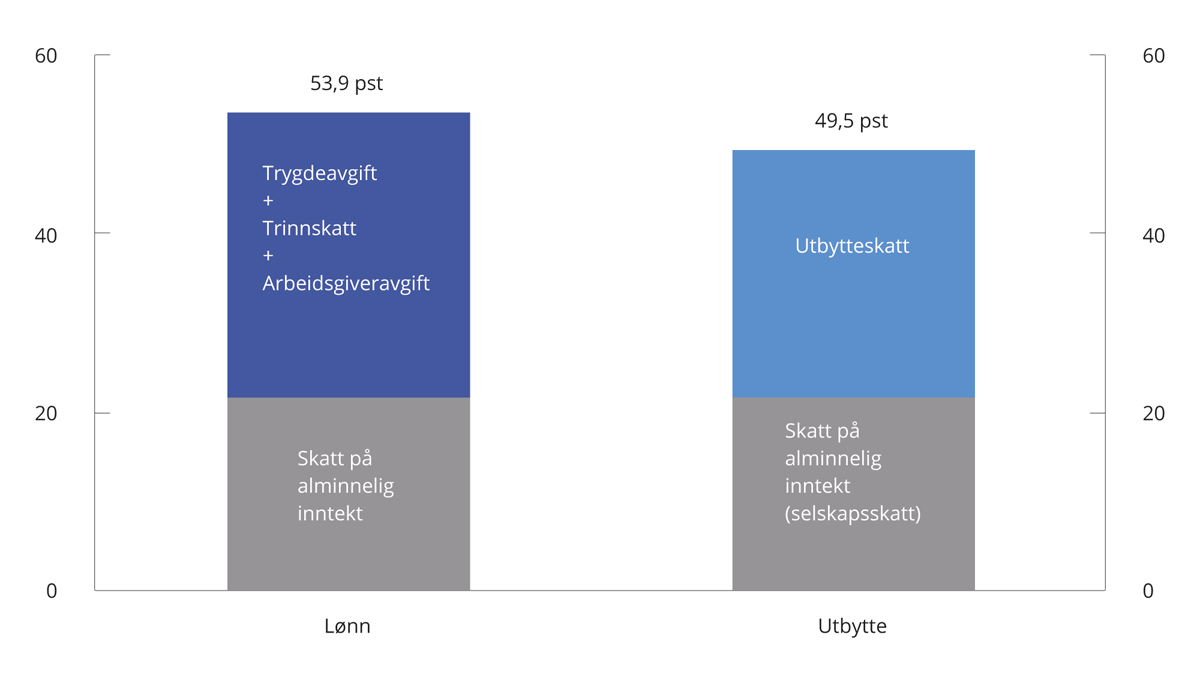 60
40
20
0
53,9 pst
Trygdeavgift
+
Trinnskatt
+
Arbeidsgiveravgift
Skatt på
alminnelig
inntekt
Lønn
49,5 pst
Utbytteskatt
Skatt på
alminnelig
inntekt
(selskapsskatt)
Utbytte
60
40
20
0